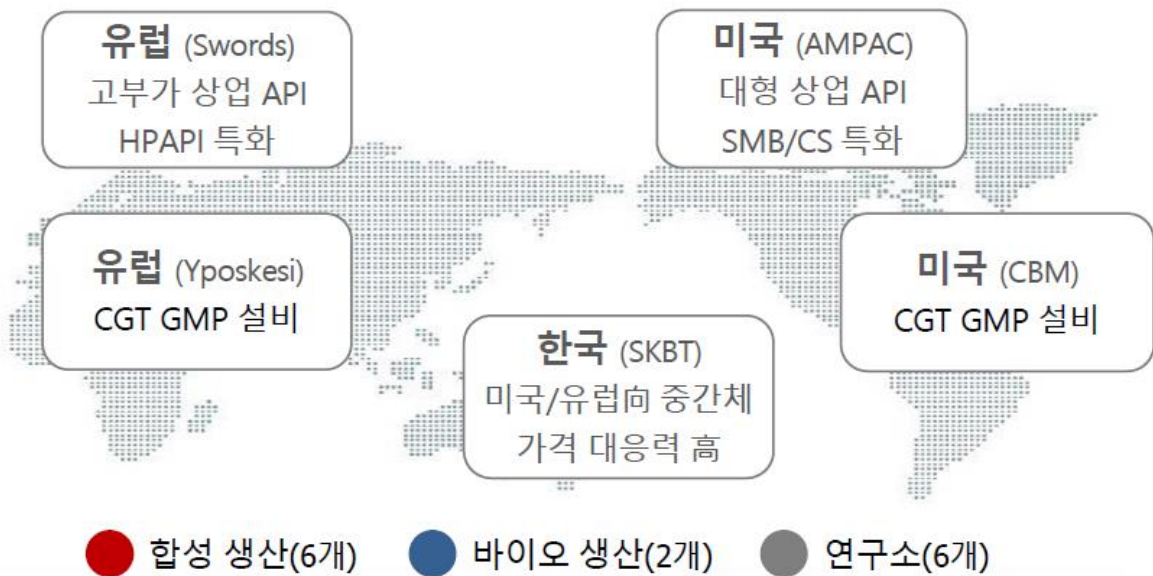 유럽 (Swords)
고부가 상업 API
HPAPI 특화
미국 (AMPAC)
대형 상업 API
SMB/CS 특화
유럽 (Yposkesi)
CGT GMP 설비
미국 (CBM)
CGT GMP 설비
한국 (SKBT)
미국/유럽向 중간체
가격 대응력 高
합성 생산(6개) 바이오 생산(2개) 연구소(6개)